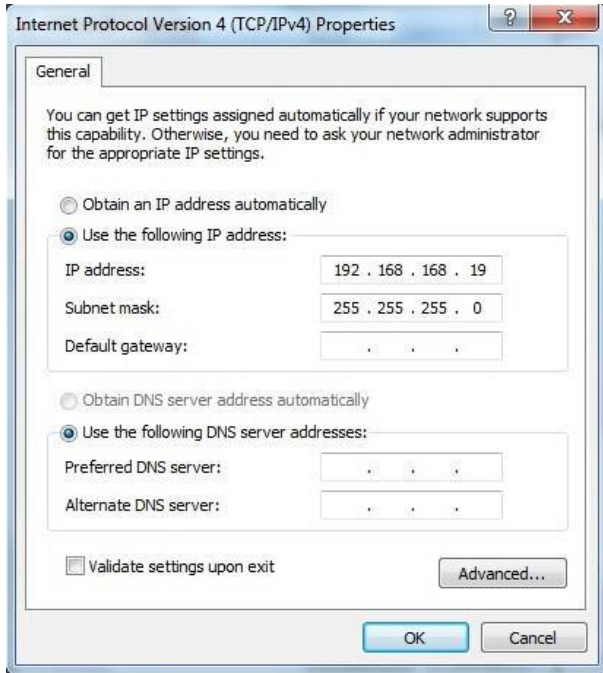 Internet Protocol Version 4 (TCP/IPv4) Properties
? X
General
You can get IP settings assigned automatically if your network supports
this capability. Otherwise, you need to ask your network administrator
for the appropriate IP settings.
Obtain an IP address automatically
Use the following IP address:
IP address: 192 . 168 . 168 . 19
Subnet mask: 255 . 255 . 255 . 0
Default gateway: . . .
Obtain DNS server address automatically
Use the following DNS server addresses:
Preferred DNS server: . . .
Alternate DNS server: . . .
Validate settings upon exit
Advanced...
OK Cancel